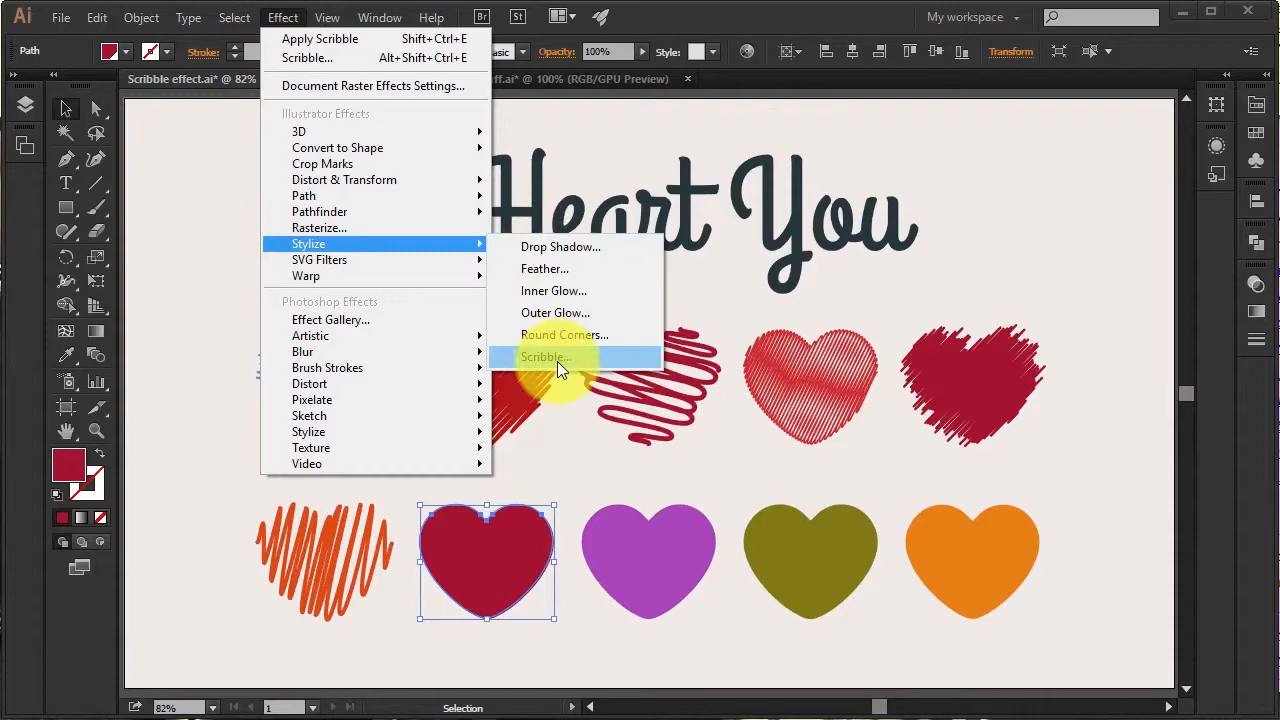 Ai File Edit Object Type Select Effect View Window Help Br St My workspace
Path Stroke: Basic Opacity: 100% Style: Transform
Scribble effect.ai* @ 82% uff.ai* @ 100% (RGB/GPU Preview)
Apply Scribble Shift+Ctrl+E
Scribble... Alt+Shift+Ctrl+E
Document Raster Effects Settings...
Illustrator Effects
3D
Convert to Shape
Crop Marks
Distort & Transform
Path
Pathfinder
Rasterize...
Stylize
SVG Filters
Warp
Photoshop Effects
Effect Gallery...
Artistic
Blur
Brush Strokes
Distort
Pixelate
Sketch
Stylize
Texture
Video
Drop Shadow...
Feather...
Inner Glow...
Outer Glow...
Round Corners...
Scribble...
Heart You
82% 1 Selection